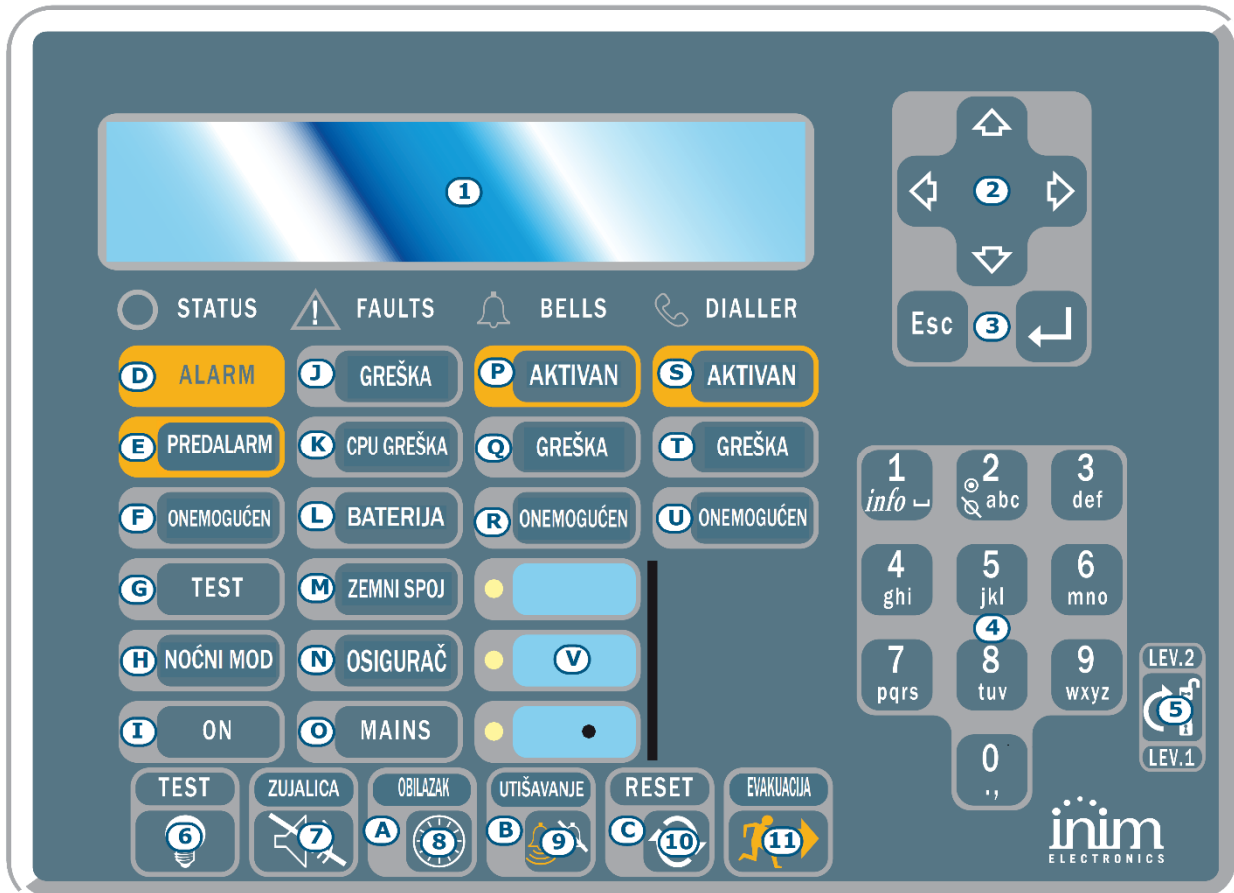 1
2
Esc
3
STATUS
FAULTS
BELLS
DIALLER
D ALARM
J GREŠKA
P AKTIVAN
S AKTIVAN
E PREDALARM
K CPU GREŠKA
Q GREŠKA
T GREŠKA
F ONEMOGUĆEN
L BATERIJA
R ONEMOGUĆEN
U ONEMOGUĆEN
G TEST
M ZEMNI SPOJ
H NOĆNI MOD
N OSIGURAČ
V
I ON
O MAINS
1
info
2
abc
3
def
4
ghi
5
jkl
6
mno
4
7
pqrs
8
tuv
9
wxyz
0
.,
LEV.2
5
LEV.1
TEST
6
ZUJALICA
7
OBILAZAK
A 8
UTIŠAVANJE
B 9
RESET
C 10
EVAKUACIJA
11
inim
ELECTRONICS